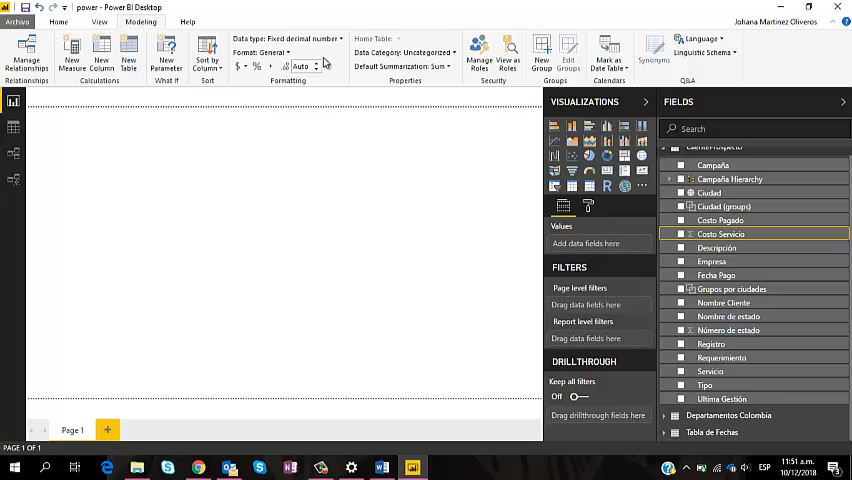 power - Power BI Desktop
Archivo Home View Modeling Help
Johana Martinez Oliveros
Manage Relationships
Relationships
New Measure
New Column
New Table
Calculations
New Parameter
What If
Sort by Column
Sort
Data type: Fixed decimal number
Format: General
$ % , Auto
Formatting
Home Table:
Data Category: Uncategorized
Default Summarization: Sum
Properties
Manage Roles
View as Roles
Security
New Group
Edit Groups
Groups
Mark as Date Table
Calendars
Synonyms
Language
Linguistic Schema
Q&A
VISUALIZATIONS
Values
Add data fields here
FILTERS
Page level filters
Drag data fields here
Report level filters
Drag data fields here
DRILLTHROUGH
Keep all filters
Off
Drag drillthrough fields here
FIELDS
Search
ClienteProspecto
Campaña
Campaña Hierarchy
Ciudad
Ciudad (groups)
Costo Pagado
Costo Servicio
Descripción
Empresa
Fecha Pago
Grupos por ciudades
Nombre Cliente
Nombre de estado
Número de estado
Registro
Requerimiento
Servicio
Tipo
Ultima Gestión
Departamentos Colombia
Tabla de Fechas
Page 1
PAGE 1 OF 1
ESP
11:51 a.m.
10/12/2018